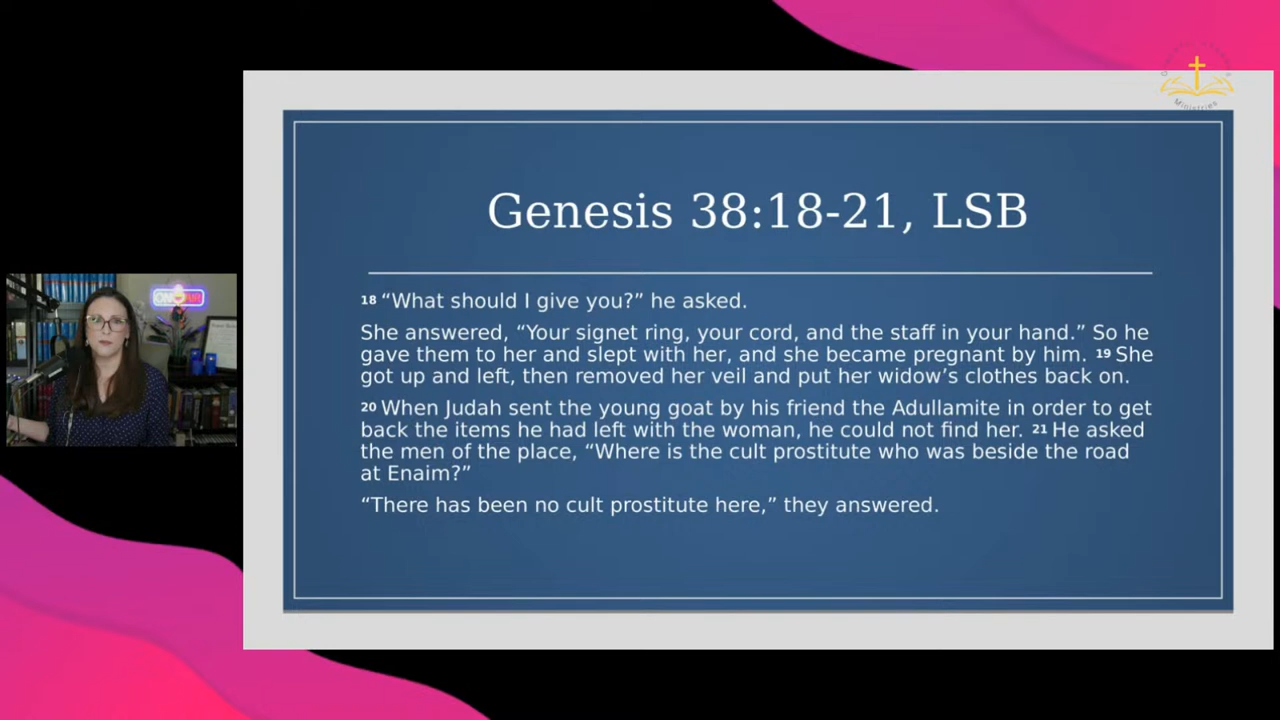 Ministries
Genesis 38:18-21, LSB
18 “What should I give you?” he asked.
She answered, “Your signet ring, your cord, and the staff in your hand.” So he
gave them to her and slept with her, and she became pregnant by him. 19 She
got up and left, then removed her veil and put her widow’s clothes back on.
20 When Judah sent the young goat by his friend the Adullamite in order to get
back the items he had left with the woman, he could not find her. 21 He asked
the men of the place, “Where is the cult prostitute who was beside the road
at Enaim?”
“There has been no cult prostitute here,” they answered.